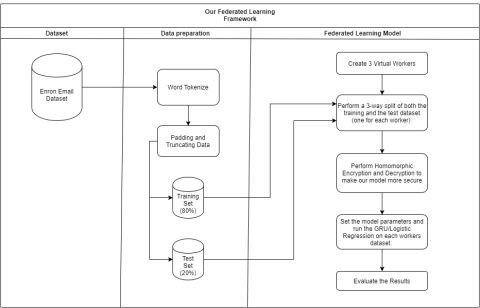 Our Federated Learning
Framework
Dataset
Data preparation
Federated Learning Model
Enron Email
Dataset
Word Tokenize
Padding and
Truncating Data
Training
Set
(80%)
Test
Set
(20%)
Create 3 Virtual Workers
Perform a 3-way split of both the
training and the test dataset
(one for each worker)
Perform Homomorphic
Encryption and Decryption to
make our model more secure
Set the model parameters and
run the GRU/Logistic
Regression on each workers
dataset
Evaluate the Results